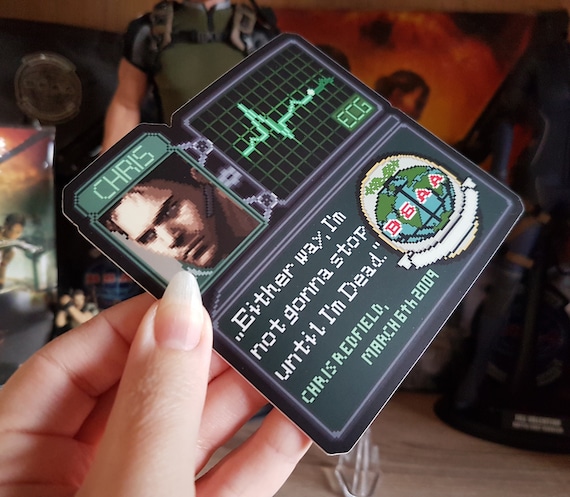 CHRIS
ECG
BSAA
„Either way, I'm
not gonna stop
until I'm Dead."
CHRIS REDFIELD,
MARCH 6th 2009